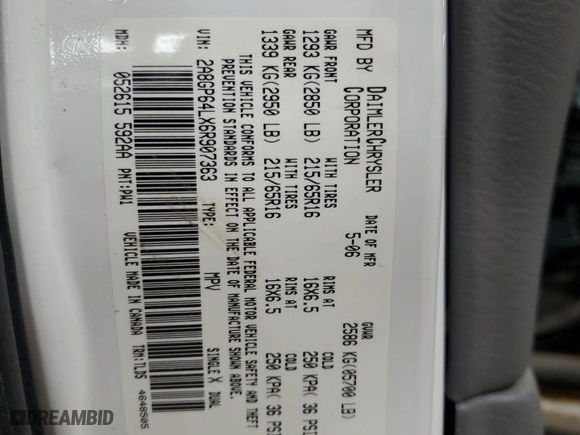 MFD BY DAIMLERCHRYSLER CORPORATION DATE OF MFR 5-06 GVWR 2586 KG(05700 LB)
GAWR FRONT WITH TIRES RIMS AT COLD
1293 KG(2850 LB) 215/65R16 16X6.5 250 KPA( 36 PSI
GAWR REAR WITH TIRES RIMS AT COLD
1339 KG(2950 LB) 215/65R16 16X6.5 250 KPA( 36 PSI
THIS VEHICLE CONFORMS TO ALL APPLICABLE FEDERAL MOTOR VEHICLE SAFETY AND THEFT
PREVENTION STANDARDS IN EFFECT ON THE DATE OF MANUFACTURE SHOWN ABOVE.
VIN: 2A8GP64LX6R907363 TYPE: MPV SINGLE X DUAL
MDH: 052615 592AA PNT:PW1 VEHICLE MADE IN CANADA TRM:TLD5 4648505
DREAMBID